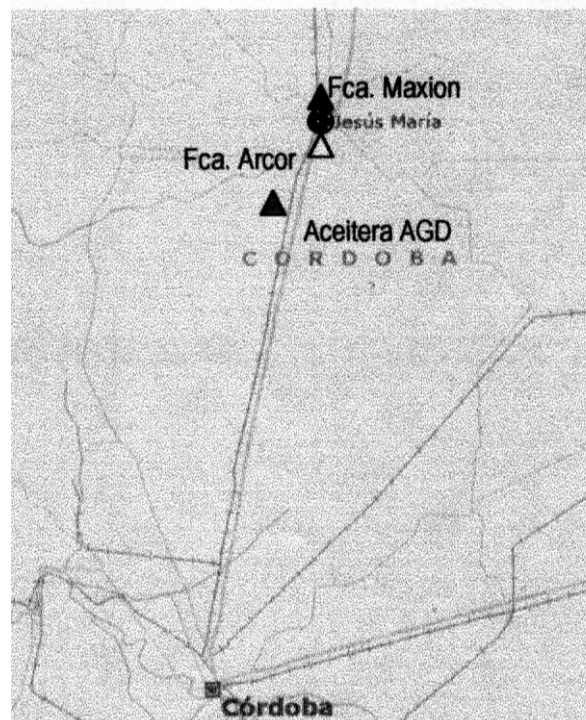 Fca. Maxion
Jesús María
Fca. Arcor
Aceitera AGD
CORDOBA
Córdoba